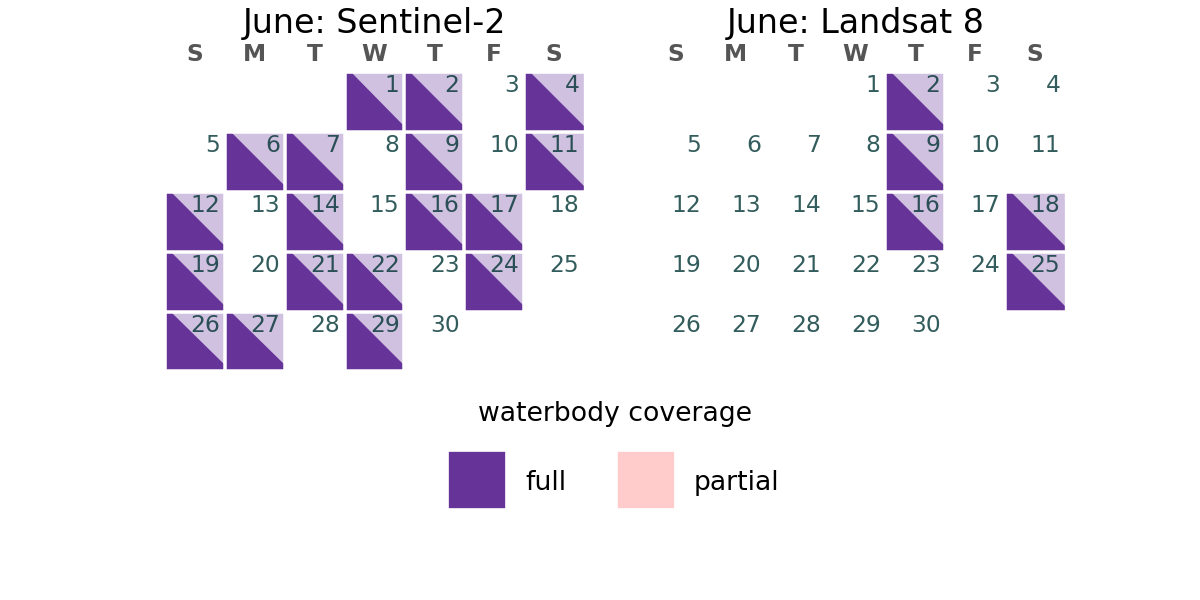 June: Sentinel-2
S M T W T F S
1 2 3 4
5 6 7 8 9 10 11
12 13 14 15 16 17 18
19 20 21 22 23 24 25
26 27 28 29 30
June: Landsat 8
S M T W T F S
1 2 3 4
5 6 7 8 9 10 11
12 13 14 15 16 17 18
19 20 21 22 23 24 25
26 27 28 29 30
waterbody coverage
full partial